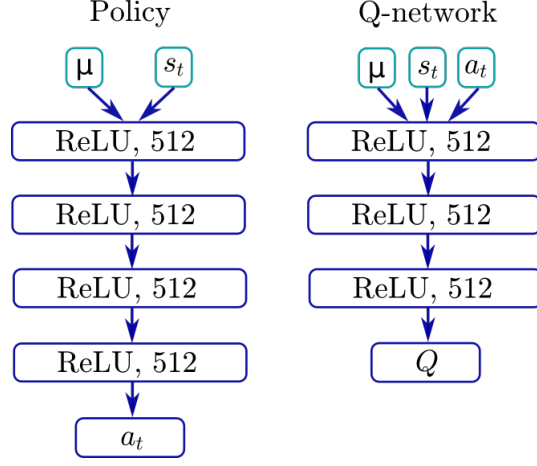 Policy
μ s_t
ReLU, 512
ReLU, 512
ReLU, 512
ReLU, 512
a_t
Q-network
μ s_t a_t
ReLU, 512
ReLU, 512
ReLU, 512
Q